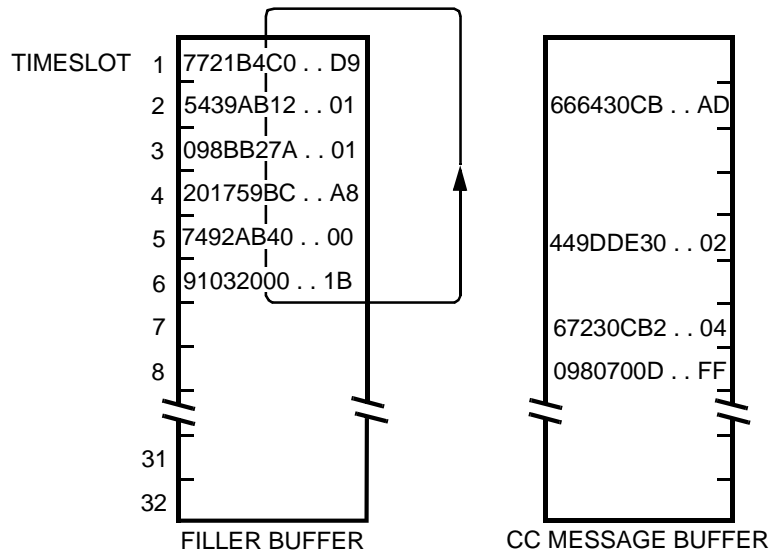 TIMESLOT 1 7721B4C0 . . D9
2 5439AB12 . . 01 666430CB . . AD
3 098BB27A . . 01
4 201759BC . . A8
5 7492AB40 . . 00 449DDE30 . . 02
6 91032000 . . 1B
7 67230CB2 . . 04
8 0980700D . . FF
31
32
FILLER BUFFER CC MESSAGE BUFFER